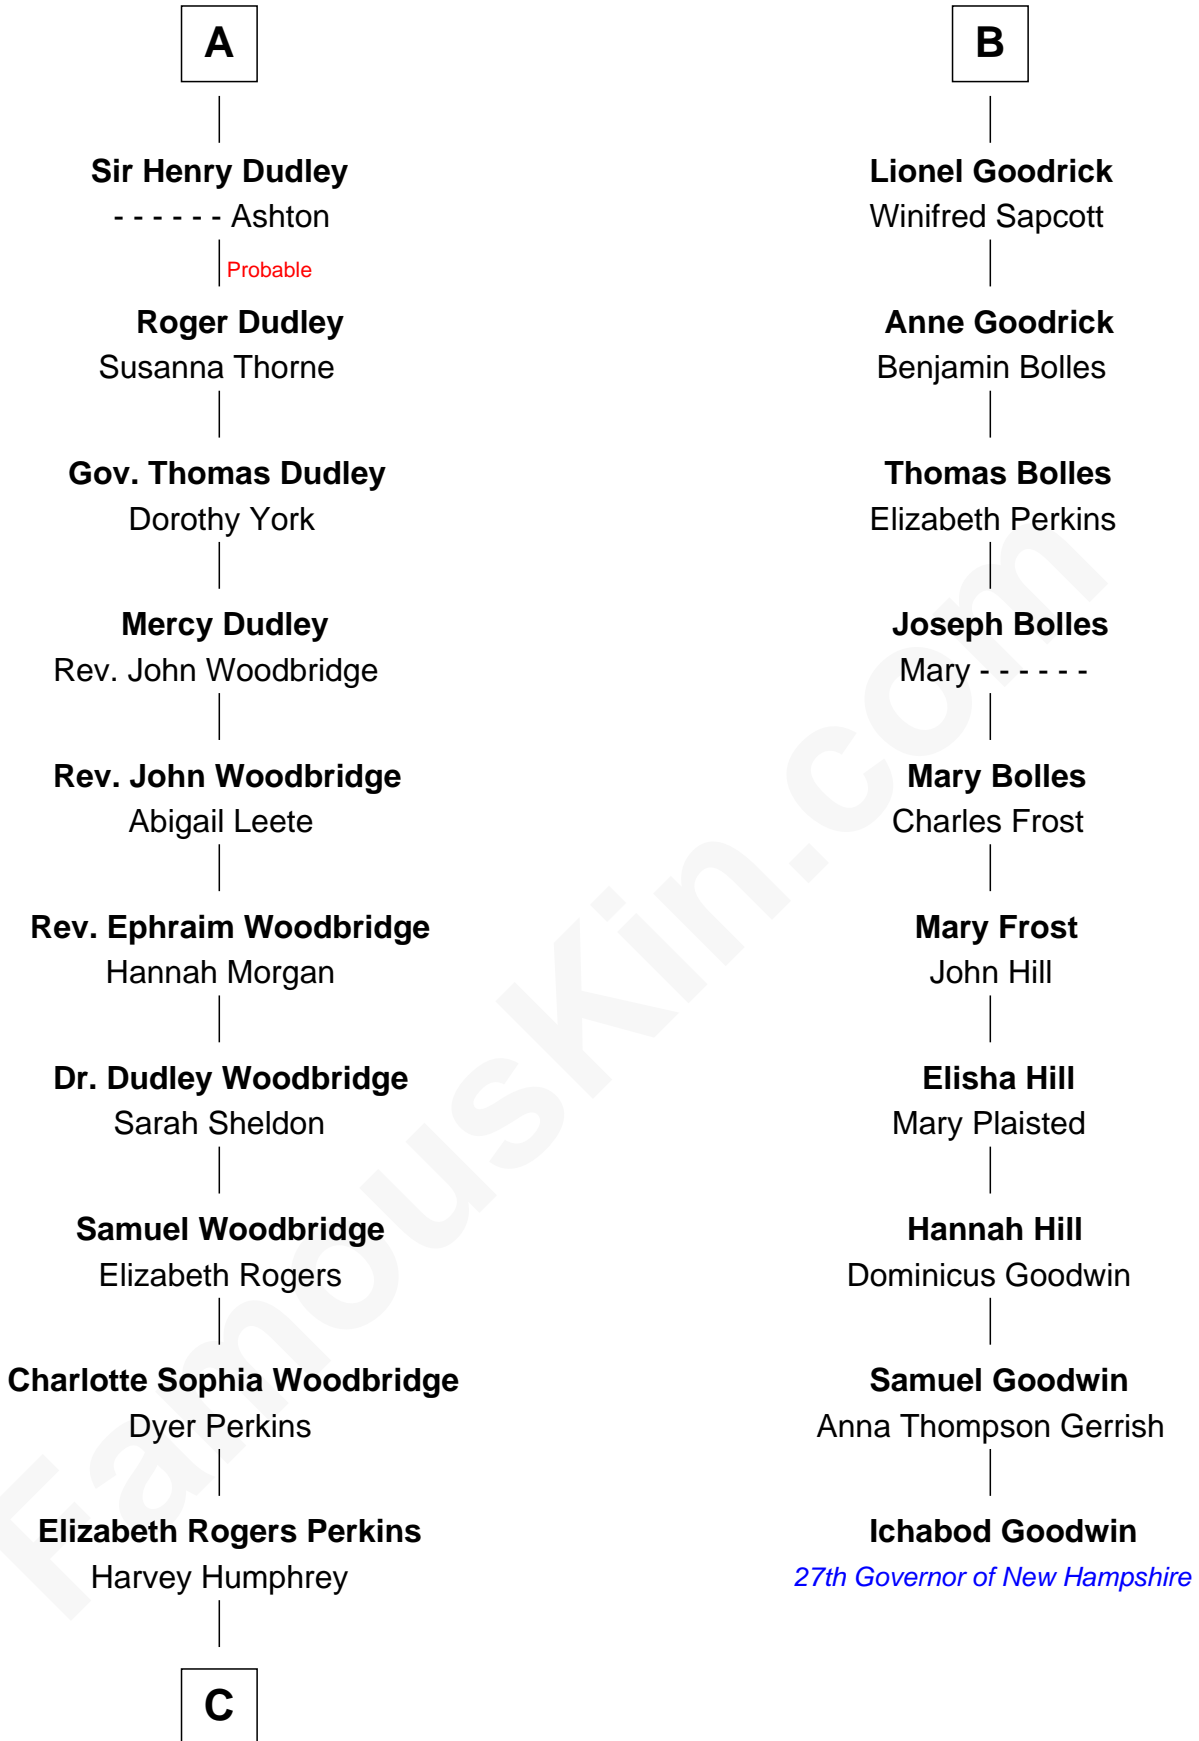 A
Sir Henry Dudley
- - - - - - Ashton
Probable
Roger Dudley
Susanna Thorne
Gov. Thomas Dudley
Dorothy York
Mercy Dudley
Rev. John Woodbridge
Rev. John Woodbridge
Abigail Leete
Rev. Ephraim Woodbridge
Hannah Morgan
Dr. Dudley Woodbridge
Sarah Sheldon
Samuel Woodbridge
Elizabeth Rogers
Charlotte Sophia Woodbridge
Dyer Perkins
Elizabeth Rogers Perkins
Harvey Humphrey
C
B
Lionel Goodrick
Winifred Sapcott
Anne Goodrick
Benjamin Bolles
Thomas Bolles
Elizabeth Perkins
Joseph Bolles
Mary - - - - - -
Mary Bolles
Charles Frost
Mary Frost
John Hill
Elisha Hill
Mary Plaisted
Hannah Hill
Dominicus Goodwin
Samuel Goodwin
Anna Thompson Gerrish
Ichabod Goodwin
27th Governor of New Hampshire
FamousKin.com